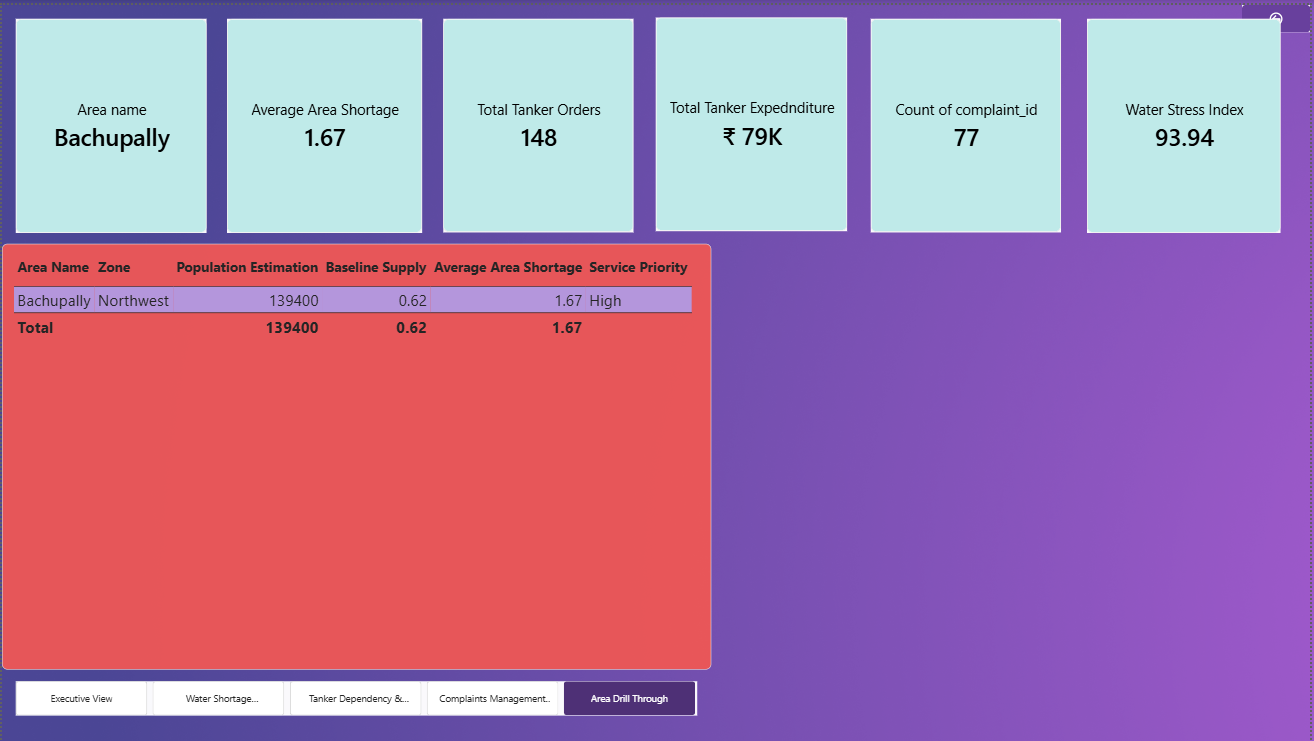 Area name
Bachupally
Average Area Shortage
1.67
Total Tanker Orders
148
Total Tanker Expednditure
₹ 79K
Count of complaint_id
77
Water Stress Index
93.94
Area Name Zone Population Estimation Baseline Supply Average Area Shortage Service Priority
Bachupally Northwest 139400 0.62 1.67 High
Total 139400 0.62 1.67
Executive View Water Shortage... Tanker Dependency &... Complaints Management.. Area Drill Through